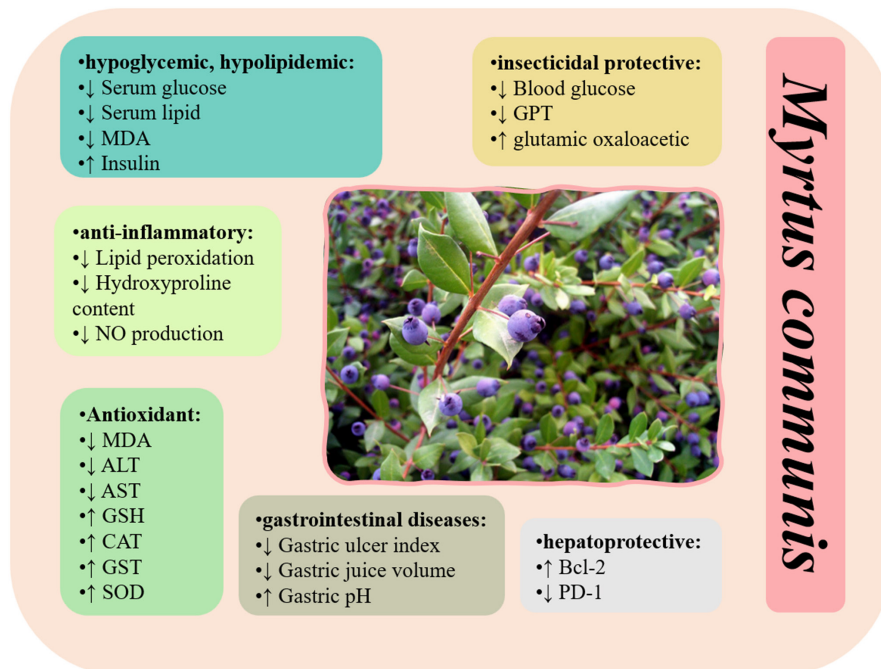 •hypoglycemic, hypolipidemic:
•↓ Serum glucose
•↓ Serum lipid
•↓ MDA
•↑ Insulin
•insecticidal protective:
•↓ Blood glucose
•↓ GPT
•↑ glutamic oxaloacetic
•anti-inflammatory:
•↓ Lipid peroxidation
•↓ Hydroxyproline
content
•↓ NO production
•Antioxidant:
•↓ MDA
•↓ ALT
•↓ AST
•↑ GSH
•↑ CAT
•↑ GST
•↑ SOD
•gastrointestinal diseases:
•↓ Gastric ulcer index
•↓ Gastric juice volume
•↑ Gastric pH
•hepatoprotective:
•↑ Bcl-2
•↓ PD-1
Myrtus communis